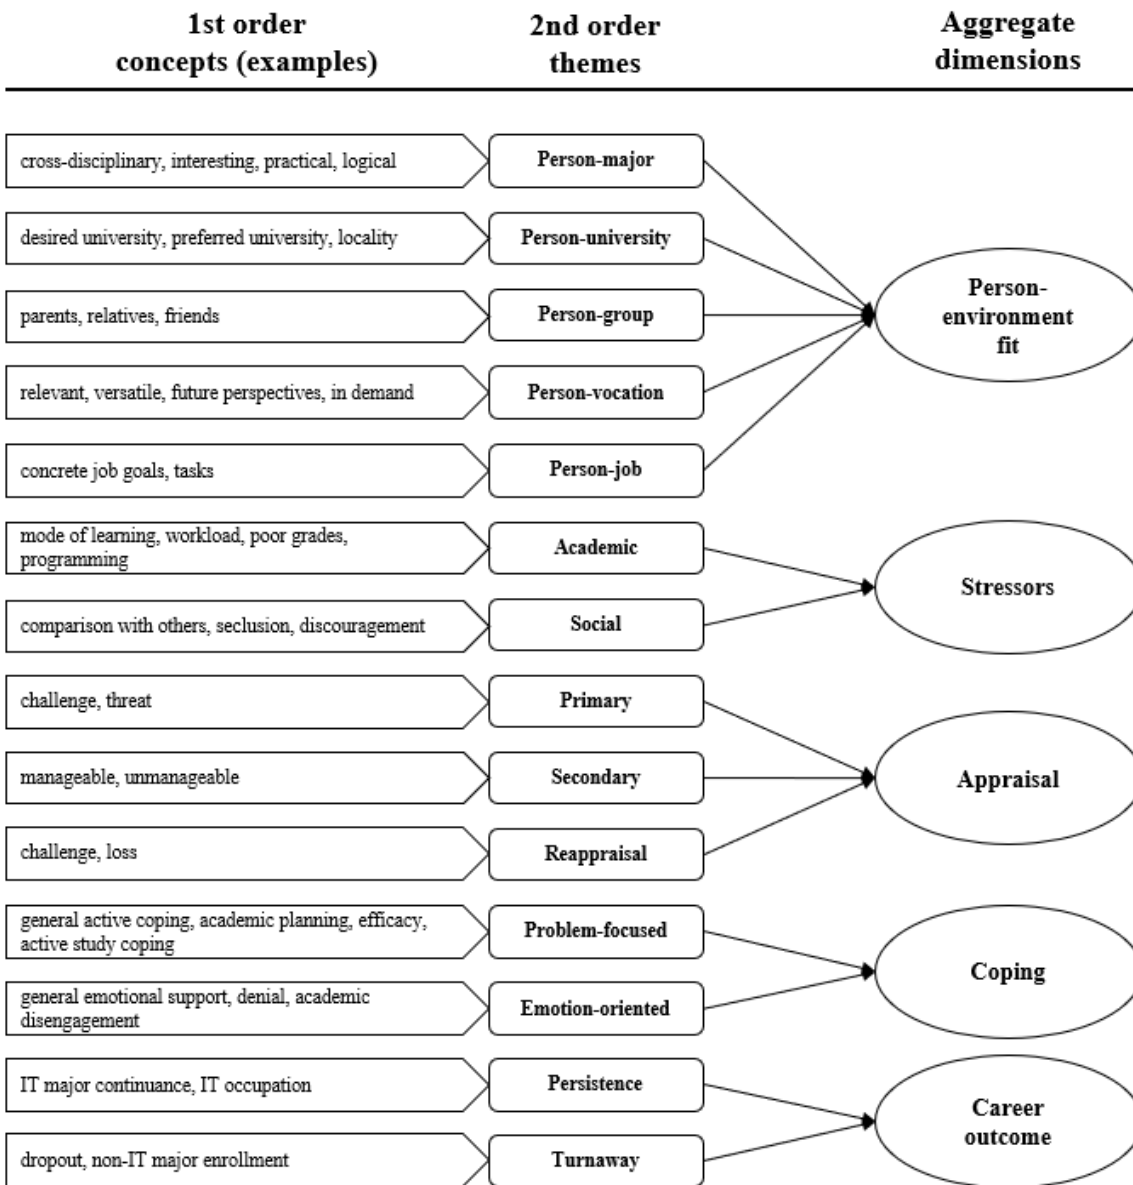 1st order
concepts (examples)
2nd order
themes
Aggregate
dimensions
cross-disciplinary, interesting, practical, logical
Person-major
desired university, preferred university, locality
Person-university
parents, relatives, friends
Person-group
Person-
environment
fit
relevant, versatile, future perspectives, in demand
Person-vocation
concrete job goals, tasks
Person-job
mode of learning, workload, poor grades,
programming
Academic
Stressors
comparison with others, seclusion, discouragement
Social
challenge, threat
Primary
manageable, unmanageable
Secondary
Appraisal
challenge, loss
Reappraisal
general active coping, academic planning, efficacy,
active study coping
Problem-focused
Coping
general emotional support, denial, academic
disengagement
Emotion-oriented
IT major continuance, IT occupation
Persistence
Career
outcome
dropout, non-IT major enrollment
Turnaway